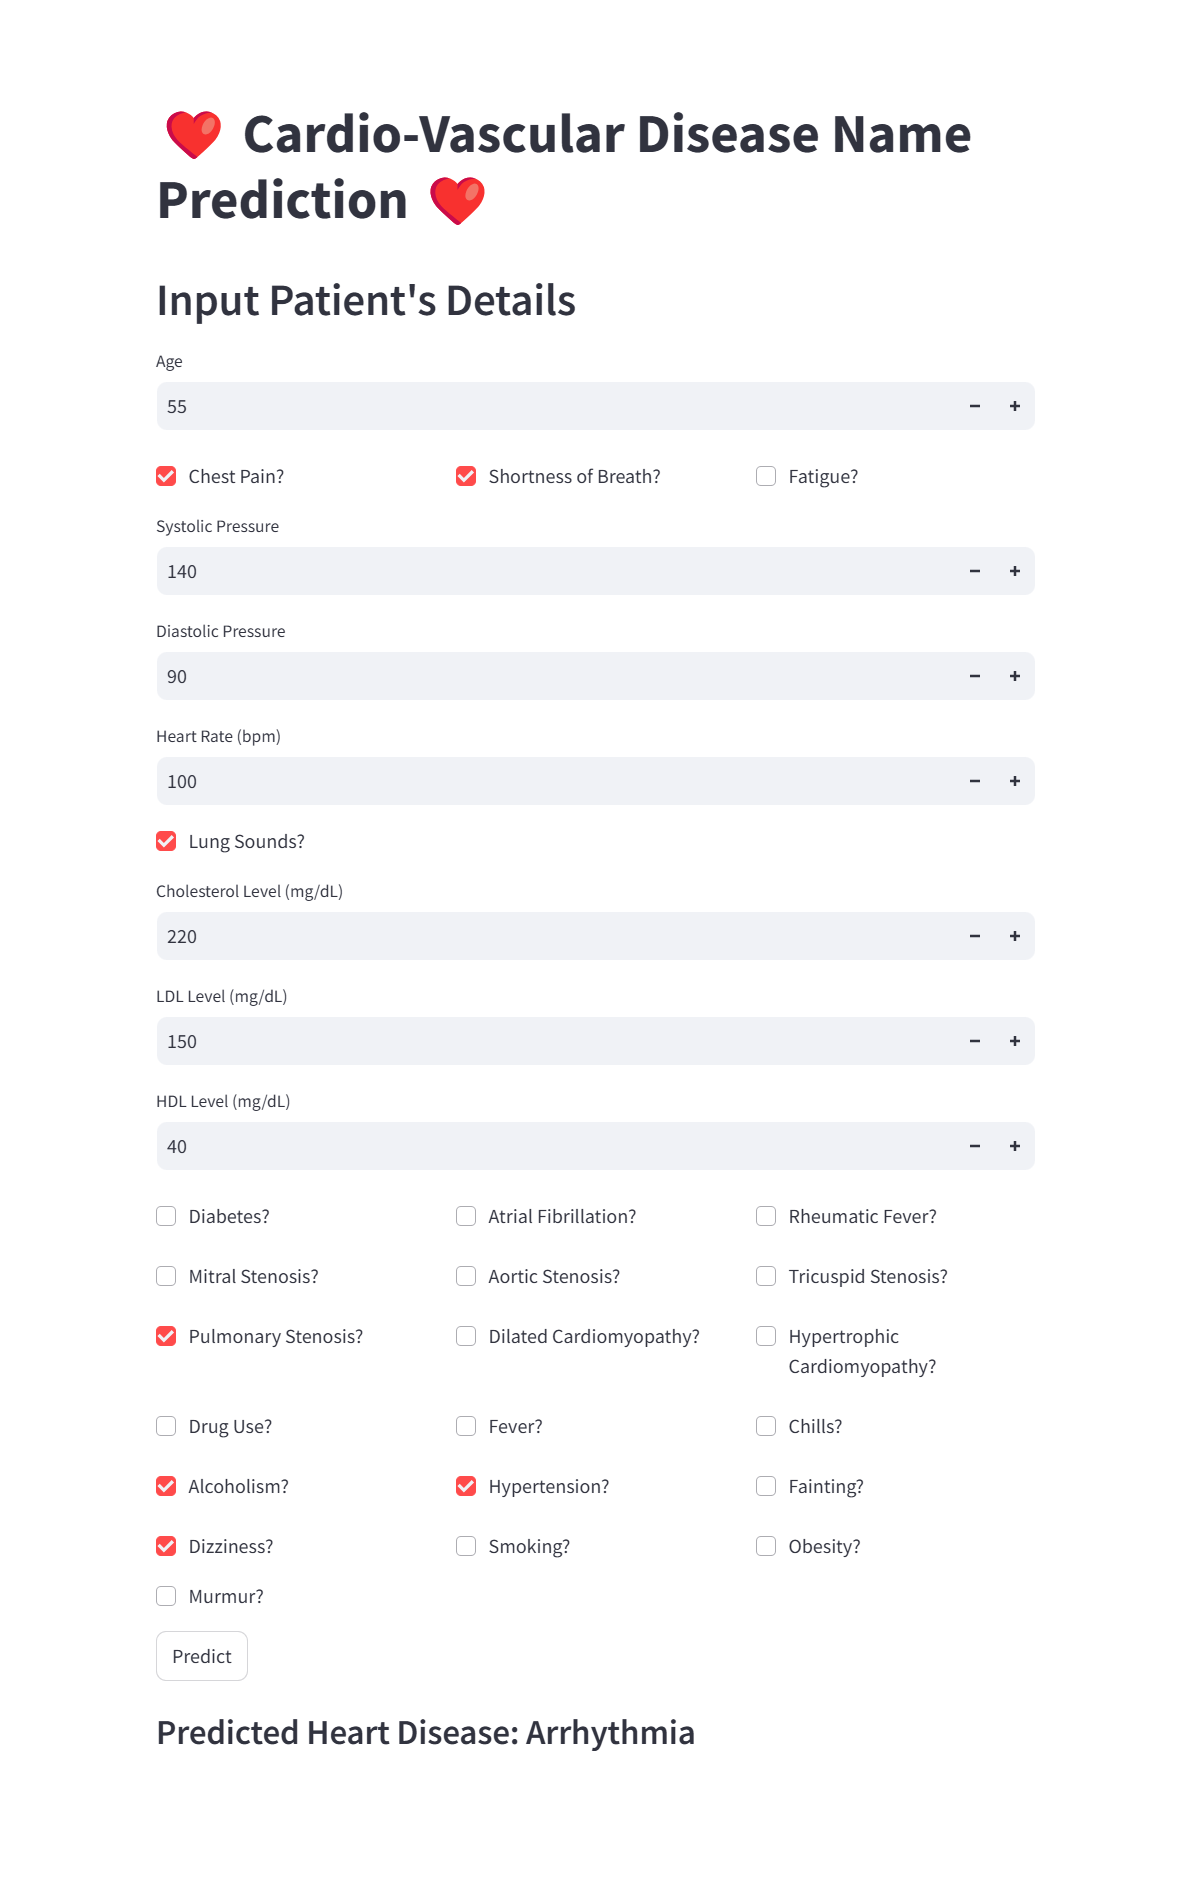 ❤️ Cardio-Vascular Disease Name
Prediction ❤️
Input Patient's Details
Age
55
Chest Pain? Shortness of Breath? Fatigue?
Systolic Pressure
140
Diastolic Pressure
90
Heart Rate (bpm)
100
Lung Sounds?
Cholesterol Level (mg/dL)
220
LDL Level (mg/dL)
150
HDL Level (mg/dL)
40
Diabetes? Atrial Fibrillation? Rheumatic Fever?
Mitral Stenosis? Aortic Stenosis? Tricuspid Stenosis?
Pulmonary Stenosis? Dilated Cardiomyopathy? Hypertrophic
Cardiomyopathy?
Drug Use? Fever? Chills?
Alcoholism? Hypertension? Fainting?
Dizziness? Smoking? Obesity?
Murmur?
Predict
Predicted Heart Disease: Arrhythmia